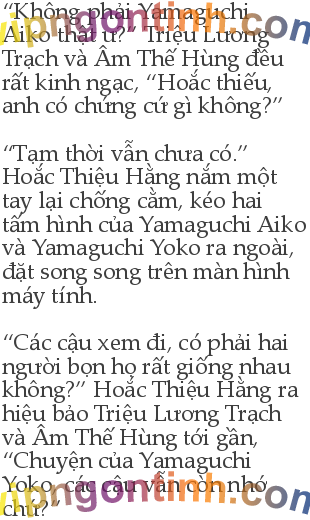 “Không phải Yamaguchi
Aiko thật ư?” Triệu Lương
Trạch và Âm Thế Hùng đều
rất kinh ngạc, “Hoắc thiếu,
anh có chứng cứ gì không?”
“Tạm thời vẫn chưa có.”
Hoắc Thiệu Hằng nắm một
tay lại chống cằm, kéo hai
tấm hình của Yamaguchi Aiko
và Yamaguchi Yoko ra ngoài,
đặt song song trên màn hình
máy tính.
“Các cậu xem đi, có phải hai
người bọn họ rất giống nhau
không?” Hoắc Thiệu Hằng ra
hiệu bảo Triệu Lương Trạch
và Âm Thế Hùng tới gần,
“Chuyện của Yamaguchi
Yoko, các cậu vẫn còn nhớ
chứ?”
vipngontinh.com
vipngontinh.com